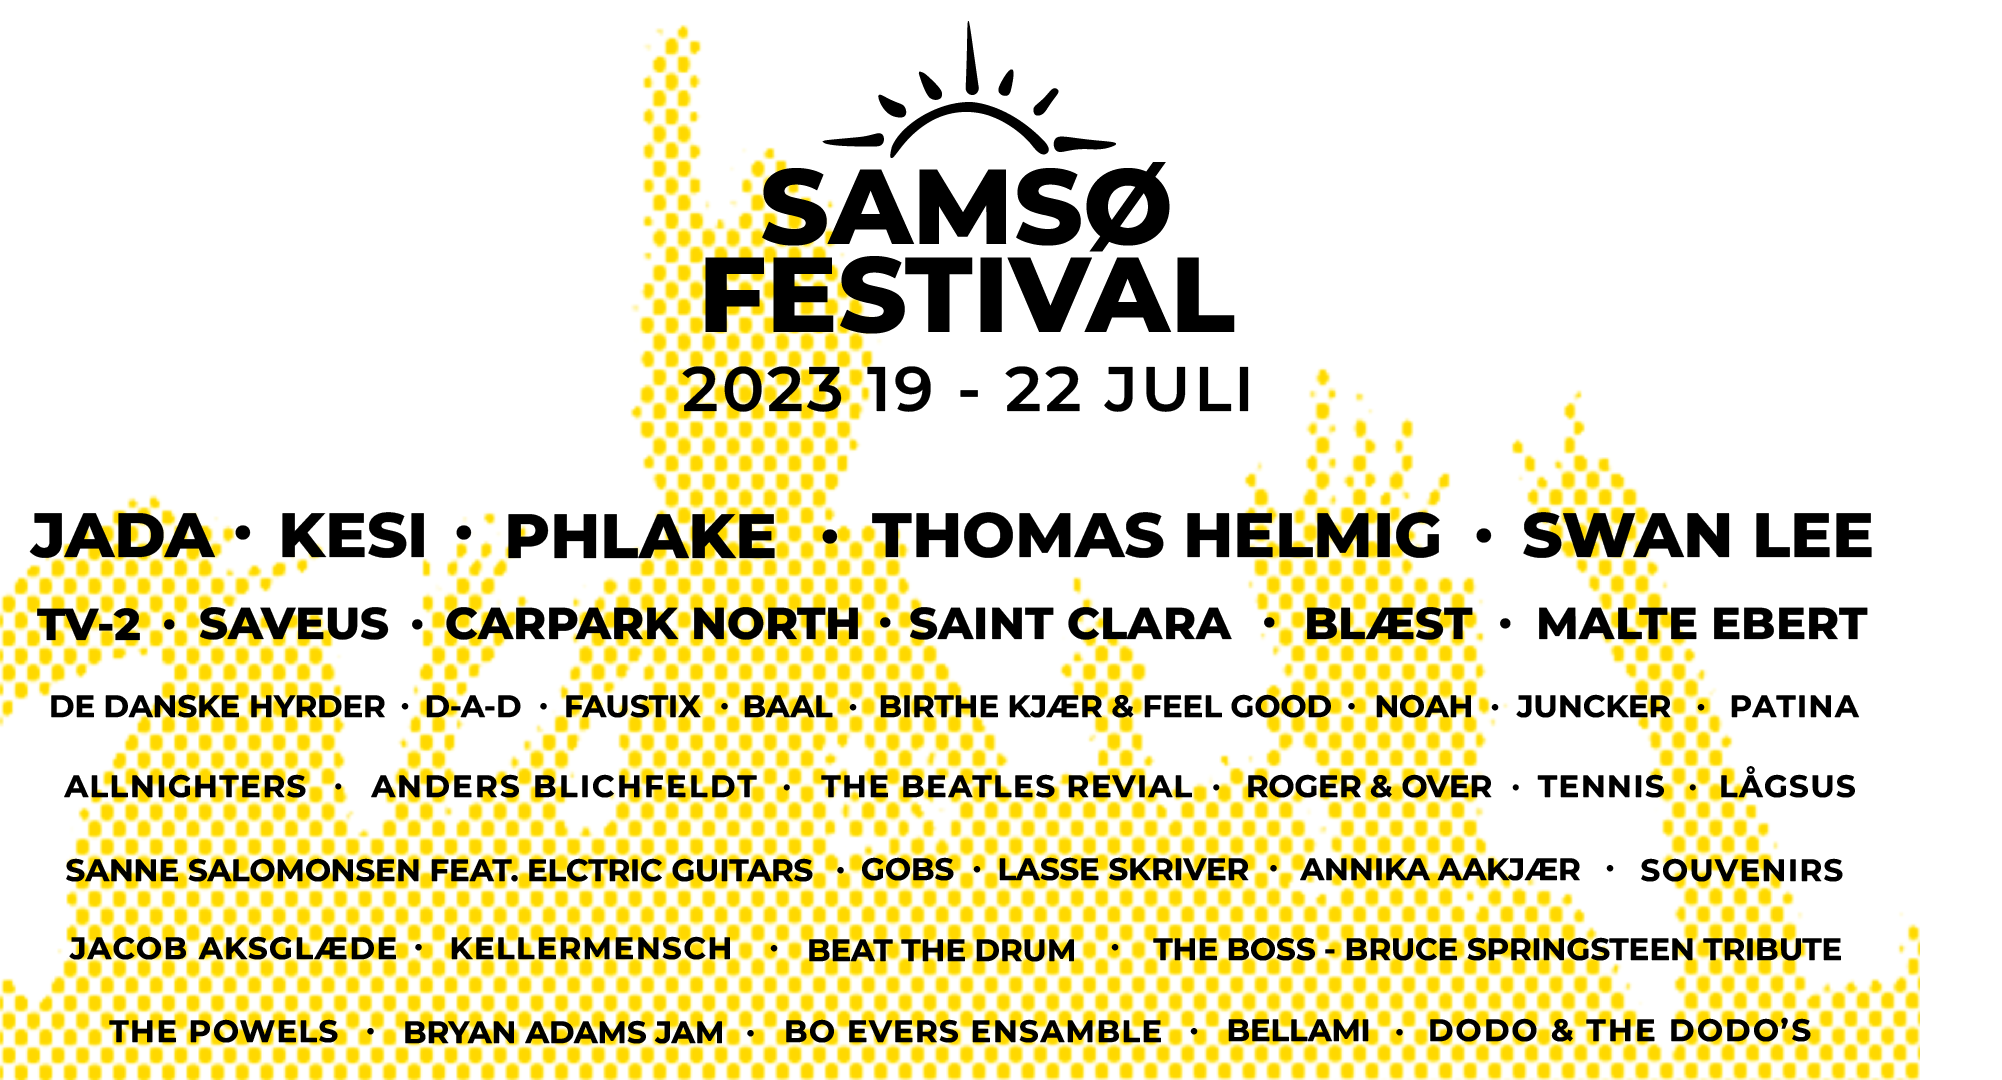 SAMSØ
FESTIVAL
2023 19 - 22 JULI
JADA · KESI · PHLAKE · THOMAS HELMIG · SWAN LEE
TV-2 · SAVEUS · CARPARK NORTH · SAINT CLARA · BLÆST · MALTE EBERT
DE DANSKE HYRDER · D-A-D · FAUSTIX · BAAL · BIRTHE KJÆR & FEEL GOOD · NOAH · JUNCKER · PATINA
ALLNIGHTERS · ANDERS BLICHFELDT · THE BEATLES REVIAL · ROGER & OVER · TENNIS · LÅGSUS
SANNE SALOMONSEN FEAT. ELCTRIC GUITARS · GOBS · LASSE SKRIVER · ANNIKA AAKJÆR · SOUVENIRS
JACOB AKSGLÆDE · KELLERMENSCH · BEAT THE DRUM · THE BOSS - BRUCE SPRINGSTEEN TRIBUTE
THE POWELS · BRYAN ADAMS JAM · BO EVERS ENSAMBLE · BELLAMI · DODO & THE DODO’S